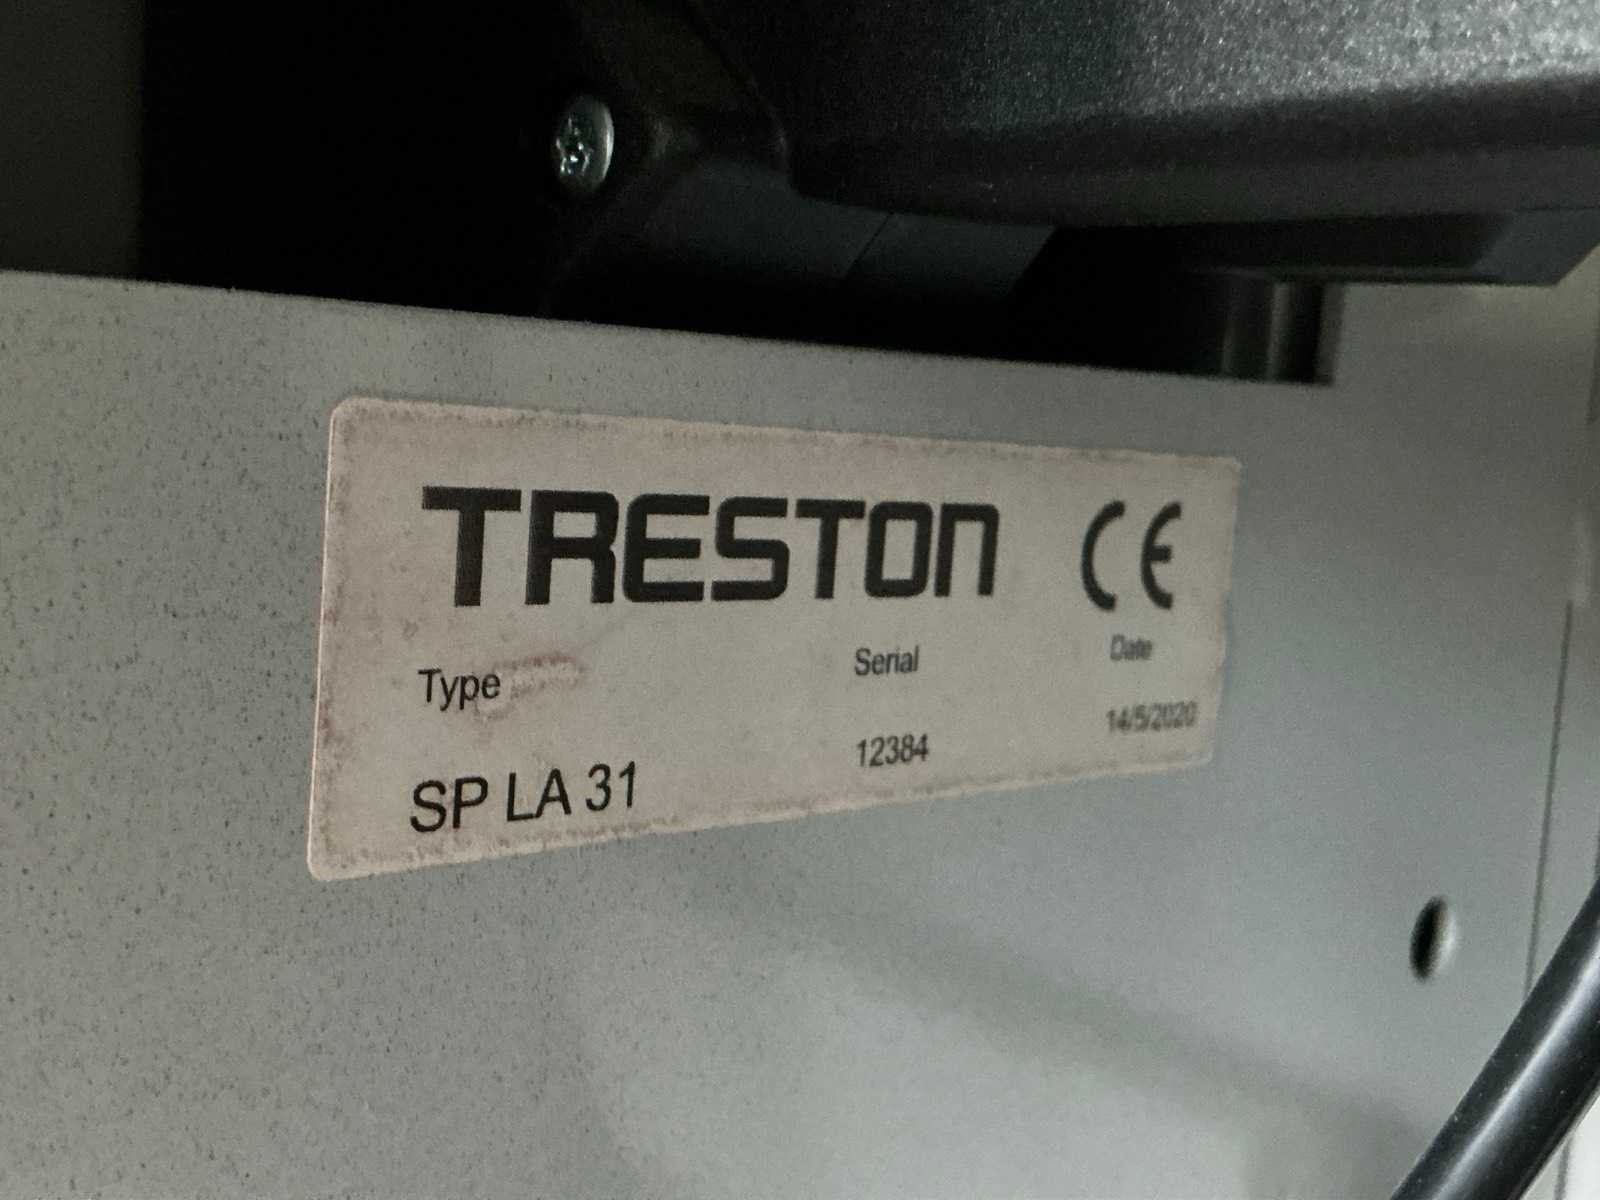 TRESTON CE
Type Serial Date
SP LA 31 12384 14/5/2020